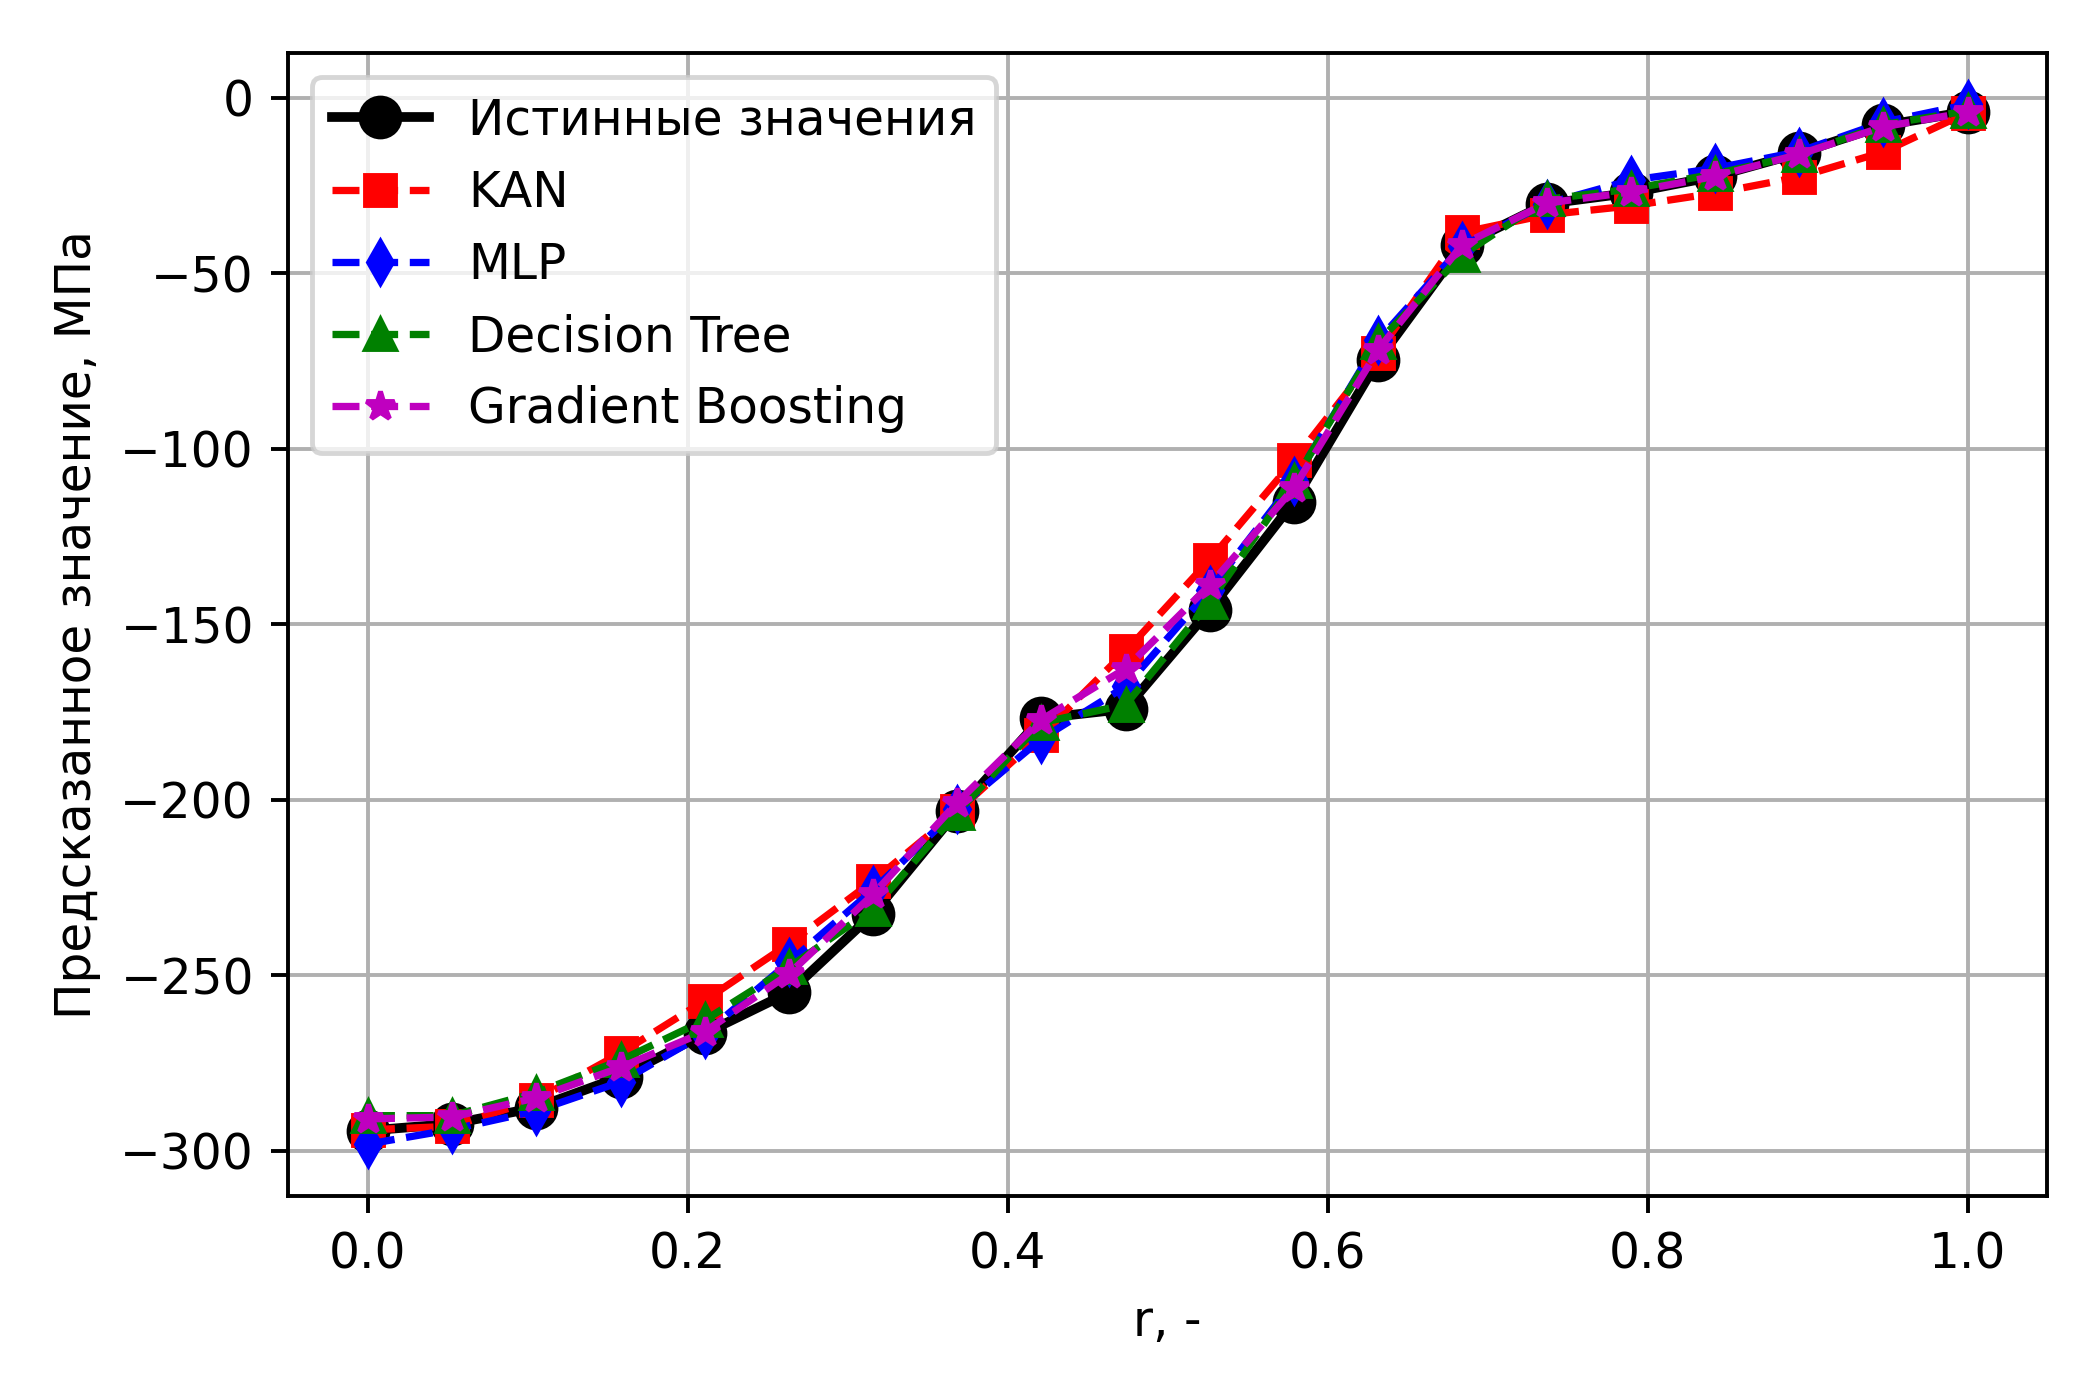 Истинные значения
KAN
MLP
Decision Tree
Gradient Boosting
Предсказанное значение, МПа
0
−50
−100
−150
−200
−250
−300
0.0 0.2 0.4 0.6 0.8 1.0
r, -